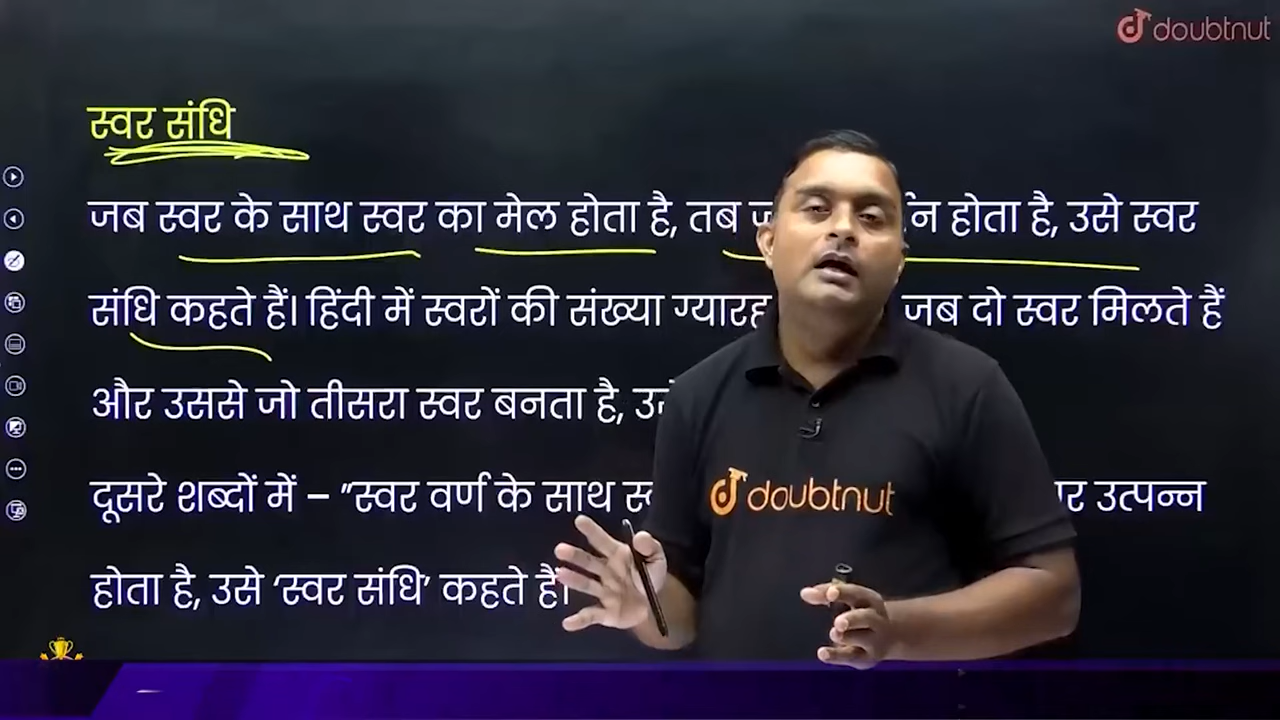 doubtnut
स्वर संधि
जब स्वर के साथ स्वर का मेल होता है, तब होता है, उसे स्वर
संधि कहते हैं। हिंदी में स्वरों की संख्या ग्यारह जब दो स्वर मिलते हैं
और उससे जो तीसरा स्वर बनता है,
दूसरे शब्दों में – "स्वर वर्ण के साथ उत्पन्न
होता है, उसे 'स्वर संधि' कहते हैं।
doubtnut